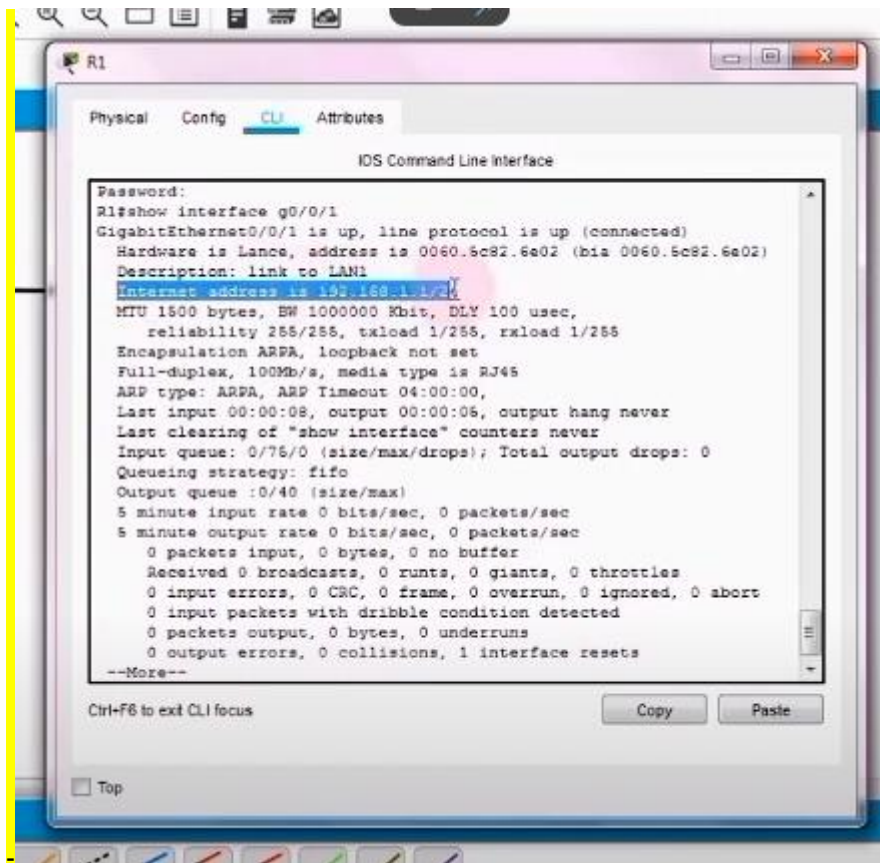 R1
Physical Config CLI Attributes
IOS Command Line Interface
Password:
R1#show interface g0/0/1
GigabitEthernet0/0/1 is up, line protocol is up (connected)
Hardware is Lance, address is 0060.5c82.6e02 (bia 0060.5c82.6e02)
Description: link to LAN1
Internet address is 192.168.1.1/2
MTU 1500 bytes, BW 1000000 Kbit, DLY 100 usec,
reliability 255/255, txload 1/255, rxload 1/255
Encapsulation ARPA, loopback not set
Full-duplex, 100Mb/s, media type is RJ45
ARP type: ARPA, ARP Timeout 04:00:00,
Last input 00:00:08, output 00:00:05, output hang never
Last clearing of "show interface" counters never
Input queue: 0/75/0 (size/max/drops); Total output drops: 0
Queueing strategy: fifo
Output queue :0/40 (size/max)
5 minute input rate 0 bits/sec, 0 packets/sec
5 minute output rate 0 bits/sec, 0 packets/sec
0 packets input, 0 bytes, 0 no buffer
Received 0 broadcasts, 0 runts, 0 giants, 0 throttles
0 input errors, 0 CRC, 0 frame, 0 overrun, 0 ignored, 0 abort
0 input packets with dribble condition detected
0 packets output, 0 bytes, 0 underruns
0 output errors, 0 collisions, 1 interface resets
--More--
Ctrl+F6 to exit CLI focus
Copy Paste
Top